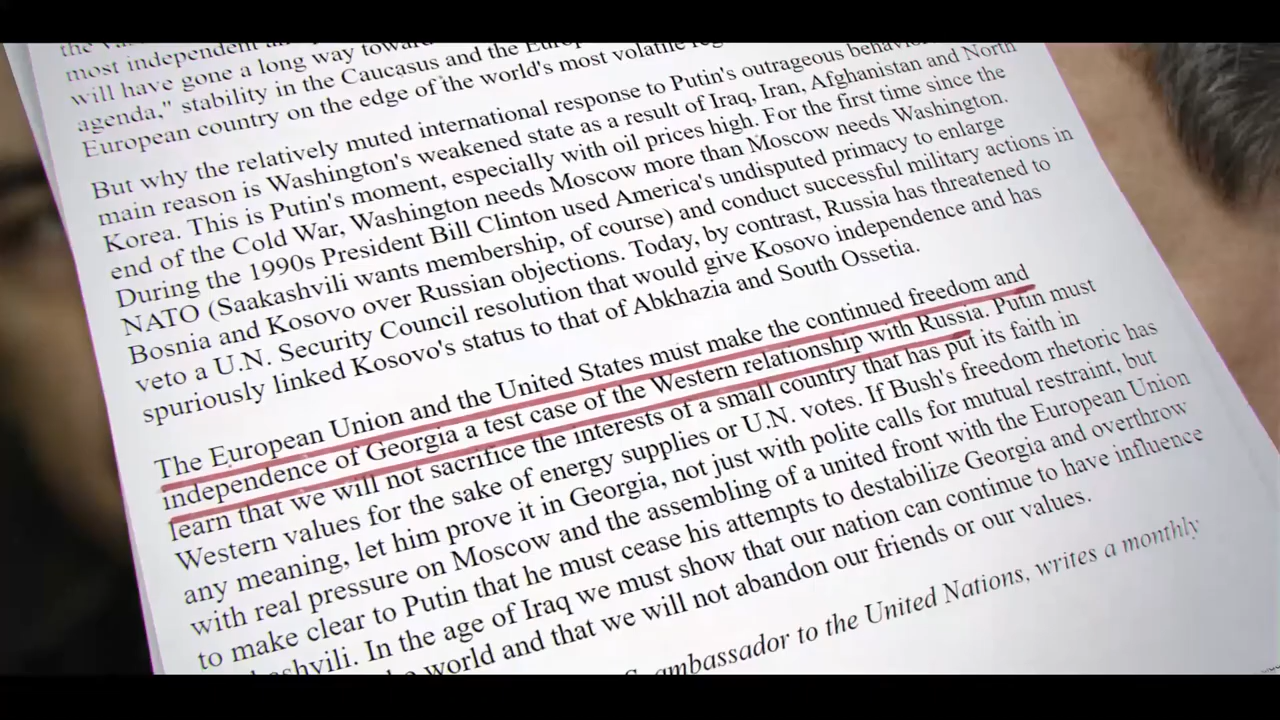 most independent
will have gone a long way toward
agenda," stability in the Caucasus and the
European country on the edge of the world's most volatile
But why the relatively muted international response to Putin's outrageous
main reason is Washington's weakened state as a result of Iraq, Iran, Afghanistan and North
Korea. This is Putin's moment, especially with oil prices high. For the first time since the
end of the Cold War, Washington needs Moscow more than Moscow needs Washington.
During the 1990s President Bill Clinton used America's undisputed primacy to enlarge
NATO (Saakashvili wants membership, of course) and conduct successful military actions in
Bosnia and Kosovo over Russian objections. Today, by contrast, Russia has threatened to
veto a U.N. Security Council resolution that would give Kosovo independence and has
spuriously linked Kosovo's status to that of Abkhazia and South Ossetia.
The European Union and the United States must make the continued freedom and
independence of Georgia a test case of the Western relationship with Russia. Putin must
learn that we will not sacrifice the interests of a small country that has put its faith in
Western values for the sake of energy supplies or U.N. votes. If Bush's freedom rhetoric has
any meaning, let him prove it in Georgia, not just with polite calls for mutual restraint, but
with real pressure on Moscow and the assembling of a united front with the European Union
to make clear to Putin that he must cease his attempts to destabilize Georgia and overthrow
In the age of Iraq we must show that our nation can continue to have influence
world and that we will not abandon our friends or our values.
ambassador to the United Nations, writes a monthly